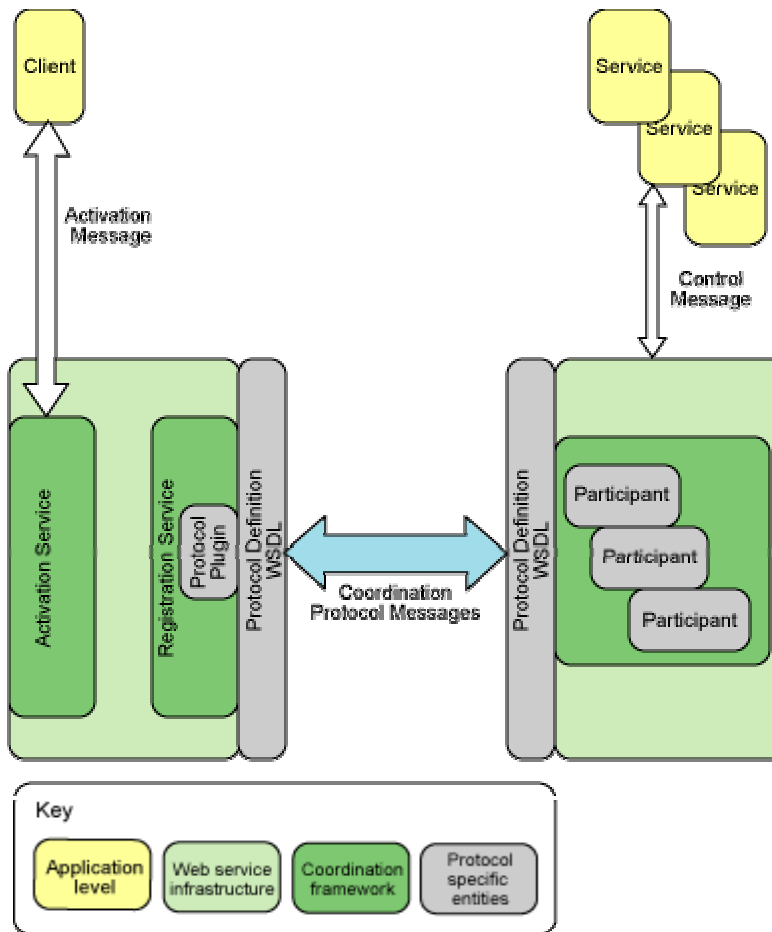 Client
Service
Service
Service
Activation
Message
Control
Message
Activation Service
Registration Service
Protocol
Plugin
Protocol Definition
WSDL
Coordination
Protocol Messages
Protocol Definition
WSDL
Participant
Participant
Participant
Key
Application
level
Web service
infrastructure
Coordination
framework
Protocol
specific
entities